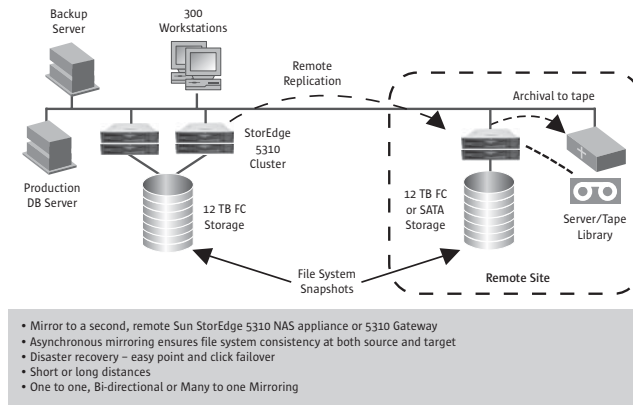 Backup
Server
300
Workstations
Remote
Replication
Archival to tape
StorEdge
5310
Cluster
Production
DB Server
12 TB FC
Storage
12 TB FC
or SATA
Storage
Server/Tape
Library
File System
Snapshots
Remote Site
• Mirror to a second, remote Sun StorEdge 5310 NAS appliance or 5310 Gateway
• Asynchronous mirroring ensures file system consistency at both source and target
• Disaster recovery – easy point and click failover
• Short or long distances
• One to one, Bi-directional or Many to one Mirroring